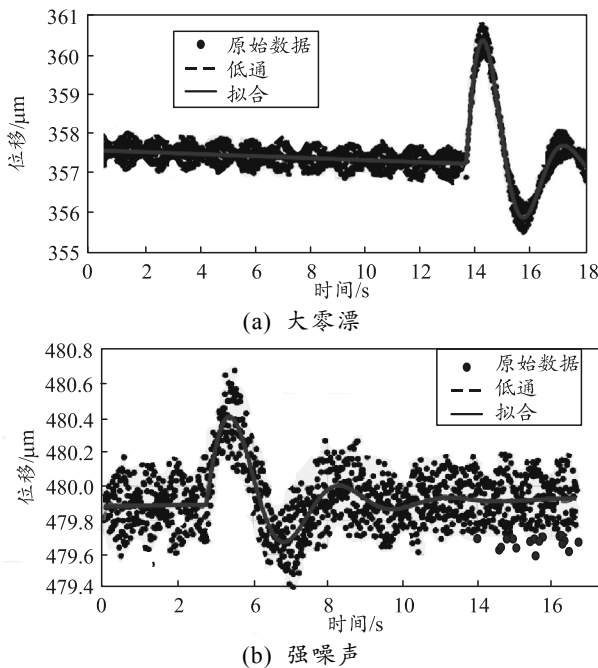 361
360
359
358
357
356
355
位移/μm
原始数据
低通
拟合
0 2 4 6 8 10 12 14 16 18
时间/s
(a) 大零漂
480.8
480.6
480.4
480.2
480.0
479.8
479.6
479.4
位移/μm
原始数据
低通
拟合
0 2 4 6 8 10 12 14 16
时间/s
(b) 强噪声